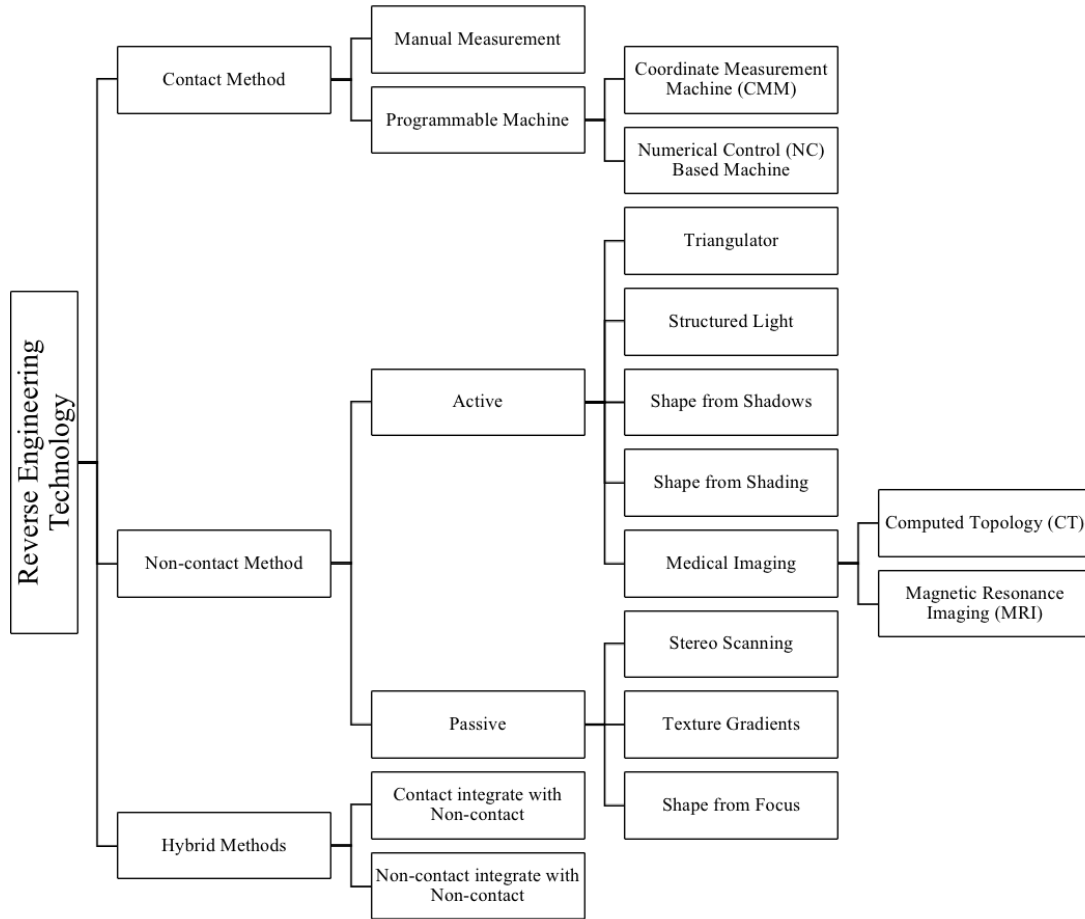 Reverse Engineering
Technology
Contact Method
Manual Measurement
Programmable Machine
Coordinate Measurement
Machine (CMM)
Numerical Control (NC)
Based Machine
Non-contact Method
Active
Triangulator
Structured Light
Shape from Shadows
Shape from Shading
Medical Imaging
Computed Topology (CT)
Magnetic Resonance
Imaging (MRI)
Passive
Stereo Scanning
Texture Gradients
Shape from Focus
Hybrid Methods
Contact integrate with
Non-contact
Non-contact integrate with
Non-contact